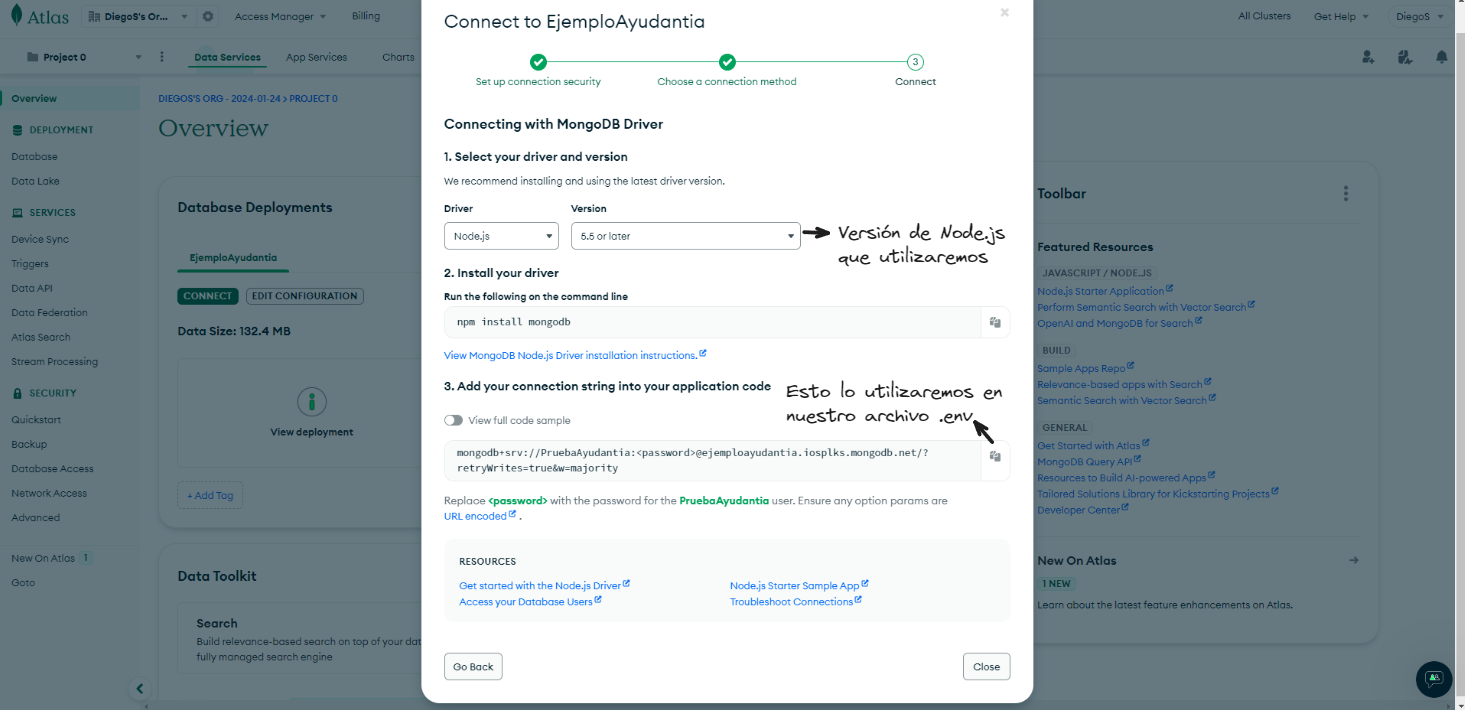 Atlas
DiegoS's Or...
Access Manager
Billing
All Clusters
Get Help
DiegoS
Project 0
Data Services
App Services
Charts
Overview
DEPLOYMENT
Database
Data Lake
SERVICES
Device Sync
Triggers
Data API
Data Federation
Atlas Search
Stream Processing
SECURITY
Quickstart
Backup
Database Access
Network Access
Advanced
New On Atlas 1
Goto
DIEGOS'S ORG - 2024-01-24 > PROJECT 0
Overview
Database Deployments
EjemploAyudantia
CONNECT
EDIT CONFIGURATION
Data Size: 132.4 MB
View deployment
+ Add Tag
Data Toolkit
Search
Build relevance-based search on top of your dat
fully managed search engine
Connect to EjemploAyudantia
Set up connection security
Choose a connection method
3
Connect
Connecting with MongoDB Driver
1. Select your driver and version
We recommend installing and using the latest driver version.
Driver
Version
Node.js
5.5 or later
Versión de Node.js
que utilizaremos
2. Install your driver
Run the following on the command line
npm install mongodb
View MongoDB Node.js Driver installation instructions.
3. Add your connection string into your application code
Esto lo utilizaremos en
nuestro archivo .env
View full code sample
mongodb+srv://PruebaAyudantia:<password>@ejemploayudantia.iosplks.mongodb.net/?
retryWrites=true&w=majority
Replace <password> with the password for the PruebaAyudantia user. Ensure any option params are
URL encoded .
RESOURCES
Get started with the Node.js Driver
Node.js Starter Sample App
Access your Database Users
Troubleshoot Connections
Go Back
Close
Toolbar
Featured Resources
JAVASCRIPT / NODE.JS
Node.js Starter Application
Perform Semantic Search with Vector Search
OpenAI and MongoDB for Search
BUILD
Sample Apps Repo
Relevance-based apps with Search
Semantic Search with Vector Search
GENERAL
Get Started with Atlas
MongoDB Query API
Resources to Build AI-powered Apps
Tailored Solutions Library for Kickstarting Projects
Developer Center
New On Atlas
1 NEW
Learn about the latest feature enhancements on Atlas.